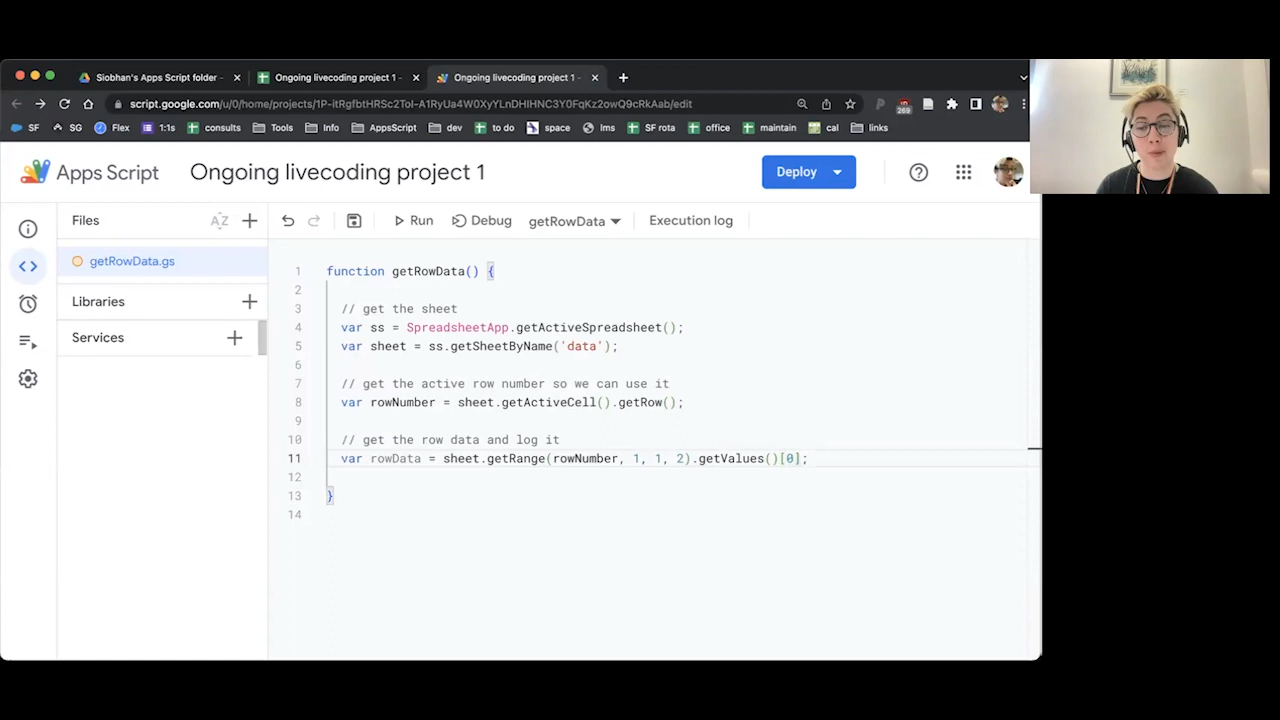 Siobhan's Apps Script folder -
Ongoing livecoding project 1 -
Ongoing livecoding project 1 -
script.google.com/u/0/home/projects/1P-itRgfbtHRSc2ToI-A1RyUa4W0XyYLnDHIHNC3Y0FqKz2owQ9cRkAab/edit
269
SF
SG
Flex
1:1s
consults
Tools
Info
AppsScript
dev
to do
space
lms
SF rota
office
maintain
cal
links
Apps Script
Ongoing livecoding project 1
Deploy
Files
AZ
Run
Debug
getRowData
Execution log
getRowData.gs
Libraries
Services
1 function getRowData() {
2
3 // get the sheet
4 var ss = SpreadsheetApp.getActiveSpreadsheet();
5 var sheet = ss.getSheetByName('data');
6
7 // get the active row number so we can use it
8 var rowNumber = sheet.getActiveCell().getRow();
9
10 // get the row data and log it
11 var rowData = sheet.getRange(rowNumber, 1, 1, 2).getValues()[0];
12
13 }
14